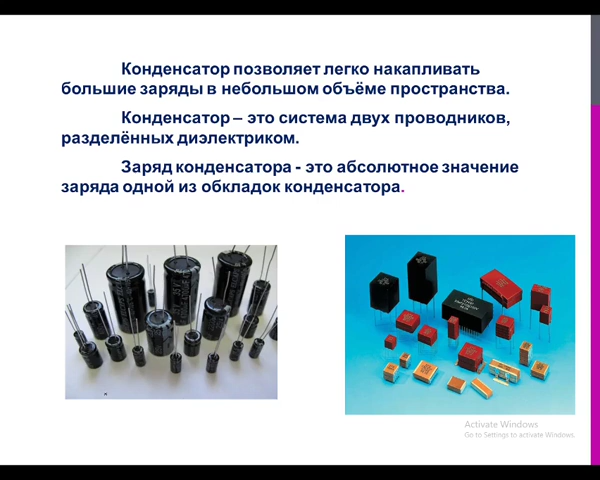 Конденсатор позволяет легко накапливать
большие заряды в небольшом объёме пространства.
Конденсатор – это система двух проводников,
разделённых диэлектриком.
Заряд конденсатора - это абсолютное значение
заряда одной из обкладок конденсатора.
Activate Windows
Go to Settings to activate Windows.